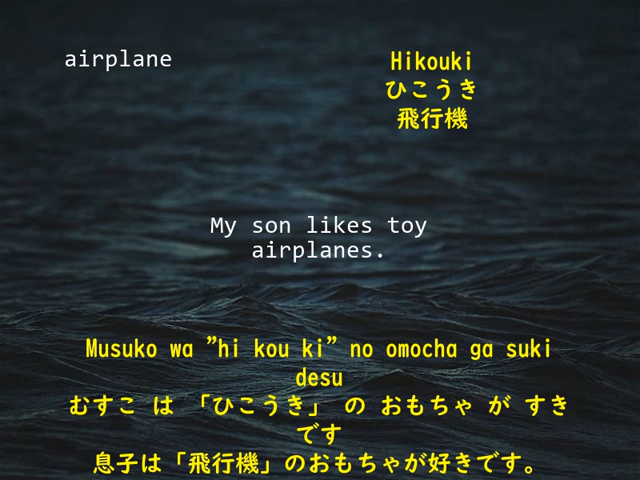 airplane
Hikouki
ひこうき
飛行機
My son likes toy
airplanes.
Musuko wa ”hi kou ki” no omocha ga suki
desu
むすこ は 「ひこうき」 の おもちゃ が すき
です
息子は「飛行機」のおもちゃが好きです。